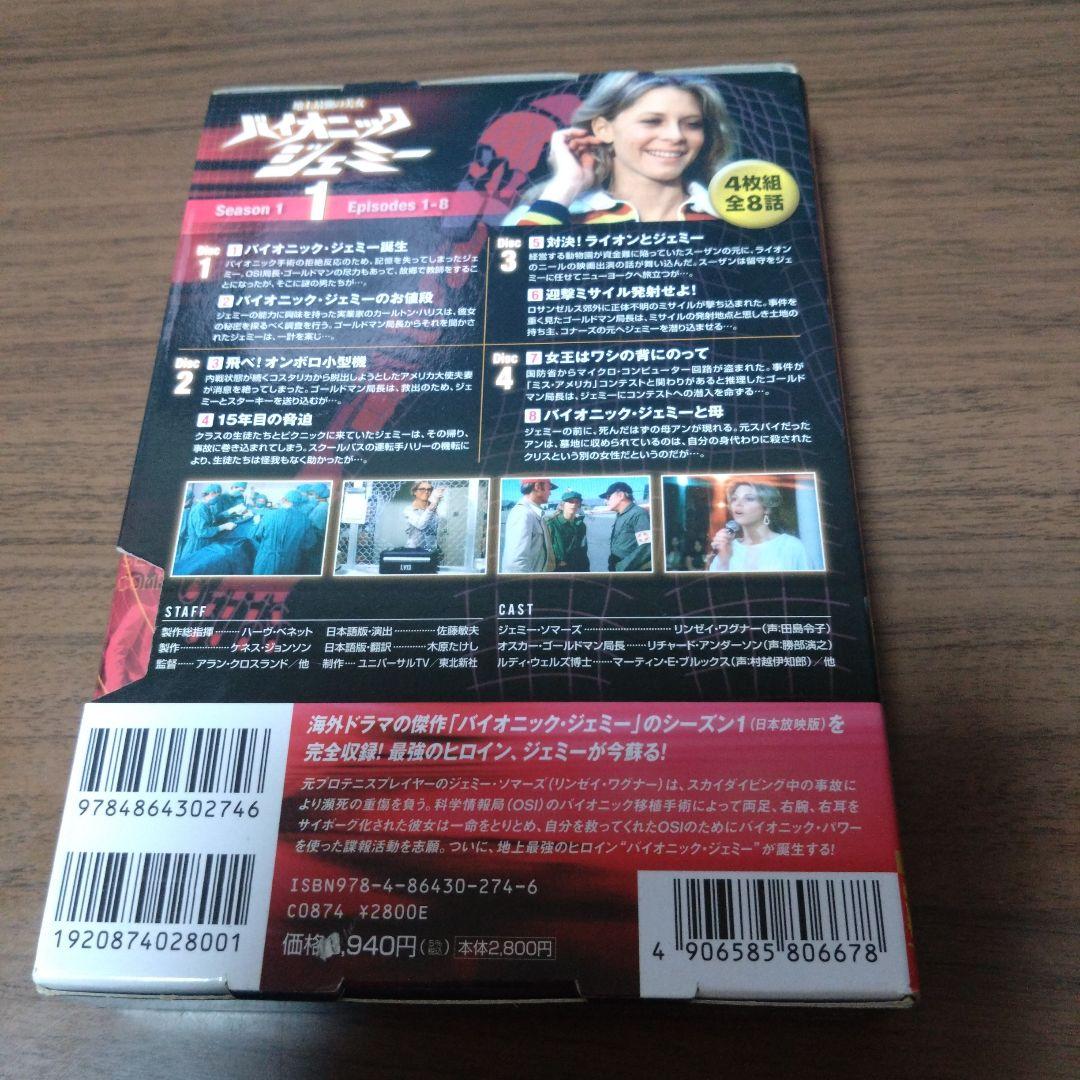 地上最強の美女
バイオニック
ジェミー
Season 1
1
Episodes 1-8
4枚組
全8話
Disc
1
1 バイオニック・ジェミー誕生
バイオニック手術の拒絶反応のため、記憶を失ってしまったジェ
ミー。OSI局長・ゴールドマンの尽力もあって、故郷で教師をするこ
とになったが、そこに謎の男たちが…。
2 バイオニック・ジェミーのお値段
ジェミーの能力に興味を持った実業家のカールトン・ハリスは、彼女
の秘密を探るべく調査を行う。ゴールドマン局長からそれを聞かさ
れたジェミーは、一計を案じ…。
Disc
2
3 飛べ！オンボロ小型機
内戦状態が続くコスタリカから脱出しようとしたアメリカ大使夫妻
が消息を絶ってしまった。ゴールドマン局長は、救出のため、ジェ
ミーとスターキーを送り込むが…。
4 15年目の脅迫
クラスの生徒たちとピクニックに来ていたジェミーは、その帰り、
事故に巻き込まれてしまう。スクールバスの運転手ハリーの機転に
より、生徒たちは怪我もなく助かったが…。
Disc
3
5 対決！ライオンとジェミー
経営する動物園が資金難に陥っていたスーザンの元に、ライオン
のニールの映画出演の話が舞い込んだ。スーザンは留守をジェ
ミーに任せてニューヨークへ旅立つが…。
6 迎撃ミサイル発射せよ！
ロサンゼルス郊外に正体不明のミサイルが撃ち込まれた。事件を
重く見たゴールドマン局長は、ミサイルの発射地点と思しき土地の
持ち主、コナーズの元へジェミーを潜り込ませる…。
Disc
4
7 女王はワシの背にのって
国防省からマイクロ・コンピューター回路が盗まれた。事件が
「ミス・アメリカ」コンテストと関わりがあると推理したゴールド
マン局長は、ジェミーにコンテストへの潜入を命ずる…。
8 バイオニック・ジェミーと母
ジェミーの前に、死んだはずの母アンが現れる。元スパイだった
アンは、墓地に収められているのは、自分の身代わりに殺された
クリスという別の女性だというのだが…。
STAFF
製作総指揮………ハーヴ・ベネット 日本語版・演出……………佐藤敏夫
製作………………ケネス・ジョンソン 日本語版・翻訳…………木原たけし
監督……アラン・クロスランド／他 制作……ユニバーサルTV／東北新社
CAST
ジェミー・ソマーズ……………………リンゼイ・ワグナー（声：田島令子）
オスカー・ゴールドマン局長……リチャード・アンダーソン（声：勝部演之）
ルディ・ウェルズ博士……マーティン・E・ブルックス（声：村越伊知郎）／他
海外ドラマの傑作「バイオニック・ジェミー」のシーズン1（日本放映版）を
完全収録！最強のヒロイン、ジェミーが今蘇る！
元プロテニスプレイヤーのジェミー・ソマーズ（リンゼイ・ワグナー）は、スカイダイビング中の事故に
より瀕死の重傷を負う。科学情報局（OSI）のバイオニック移植手術によって両足、右腕、右耳を
サイボーグ化された彼女は一命をとりとめ、自分を救ってくれたOSIのためにバイオニック・パワー
を使った諜報活動を志願。ついに、地上最強のヒロイン“バイオニック・ジェミー”が誕生する！
9784864302746
1920874028001
ISBN978-4-86430-274-6
C0874 ¥2800E
価格 ,940円（税込） 本体2,800円
4 906585 806678